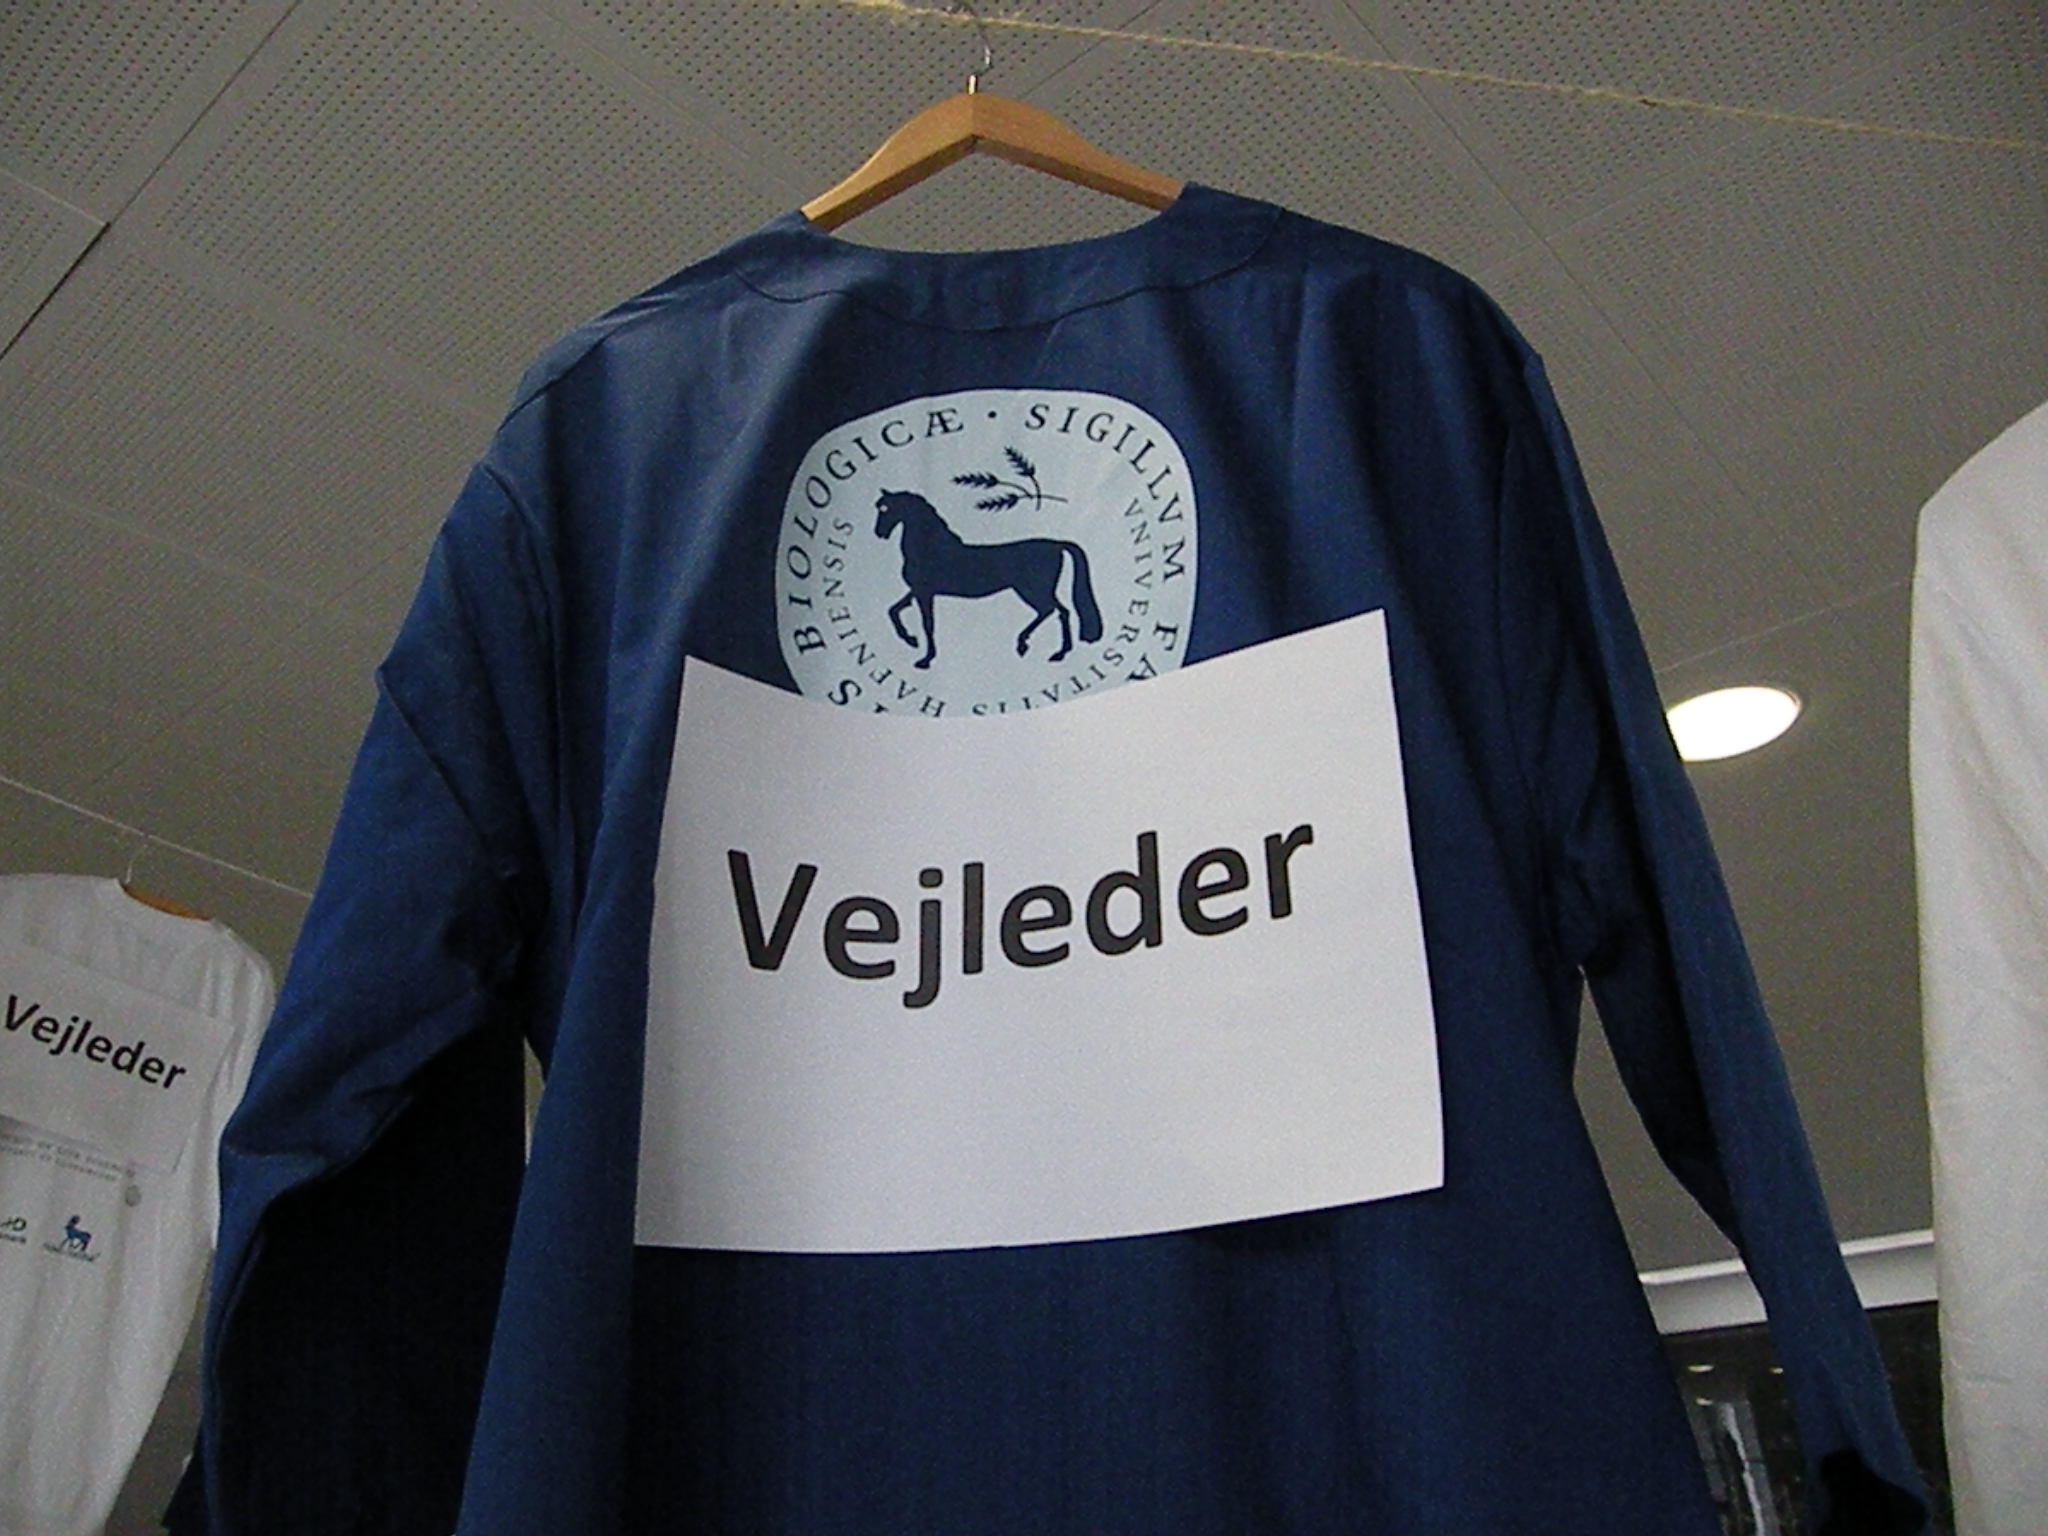 BIOLOGICÆ · SIGILLVM FA
VNIVERSITATIS HAFNIENSIS
Vejleder
Vejleder